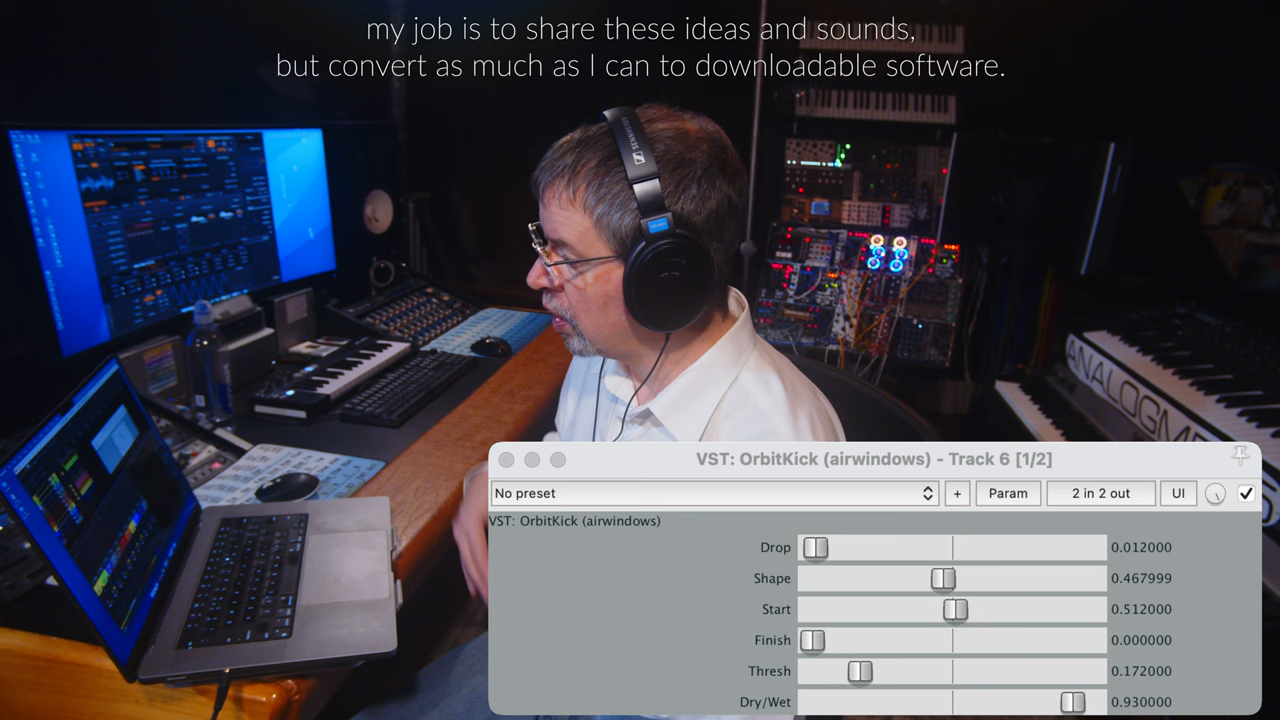 my job is to share these ideas and sounds,
but convert as much as I can to downloadable software.
SENNHEISER
ANALOGM
VST: OrbitKick (airwindows) - Track 6 [1/2]
No preset
+
Param
2 in 2 out
UI
VST: OrbitKick (airwindows)
Drop 0.012000
Shape 0.467999
Start 0.512000
Finish 0.000000
Thresh 0.172000
Dry/Wet 0.930000